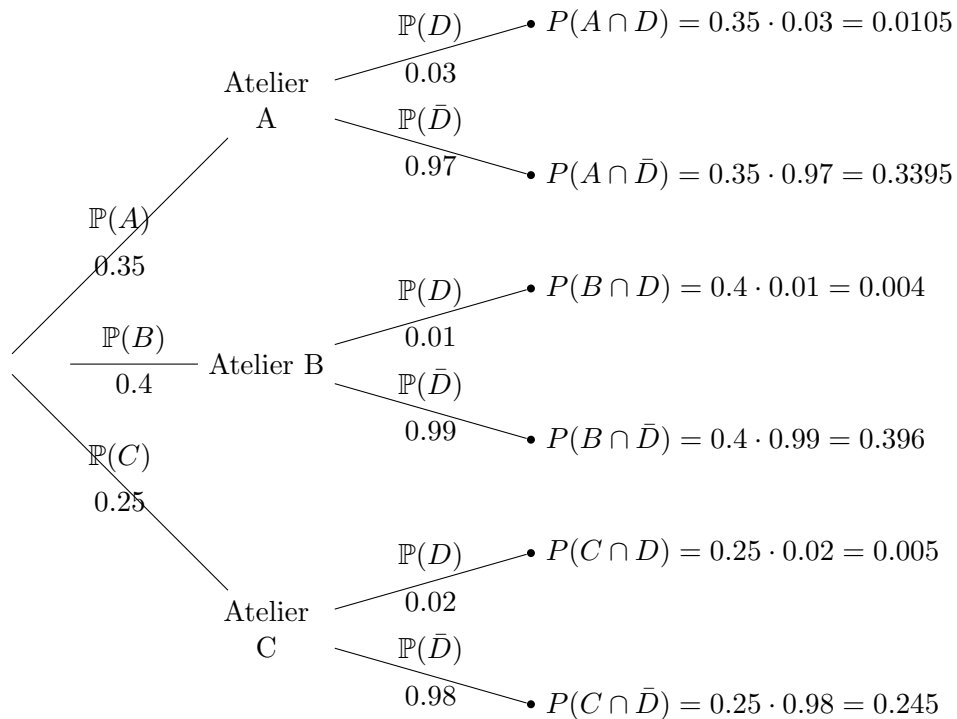 ℙ(D)
0.03
P(A ∩ D) = 0.35 · 0.03 = 0.0105
Atelier
A
ℙ(D̄)
0.97
P(A ∩ D̄) = 0.35 · 0.97 = 0.3395
ℙ(A)
0.35
ℙ(D)
0.01
P(B ∩ D) = 0.4 · 0.01 = 0.004
ℙ(B)
0.4
Atelier B
ℙ(D̄)
0.99
P(B ∩ D̄) = 0.4 · 0.99 = 0.396
ℙ(C)
0.25
ℙ(D)
0.02
P(C ∩ D) = 0.25 · 0.02 = 0.005
Atelier
C
ℙ(D̄)
0.98
P(C ∩ D̄) = 0.25 · 0.98 = 0.245